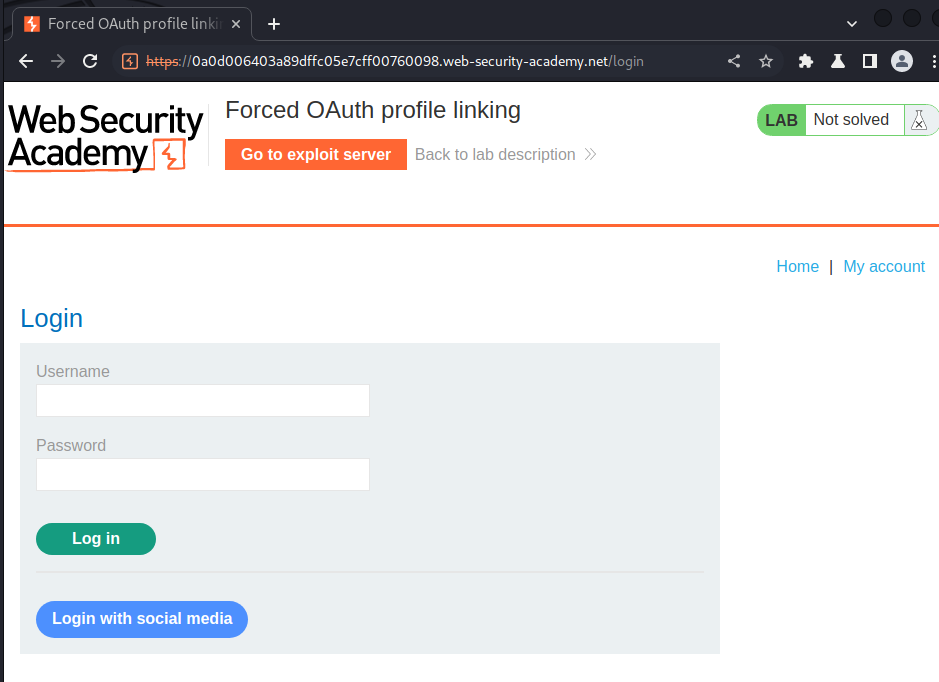 Forced OAuth profile linki
https://0a0d006403a89dffc05e7cff00760098.web-security-academy.net/login
Web Security
Academy
Forced OAuth profile linking
Go to exploit server
Back to lab description
LAB Not solved
Home | My account
Login
Username
Password
Log in
Login with social media